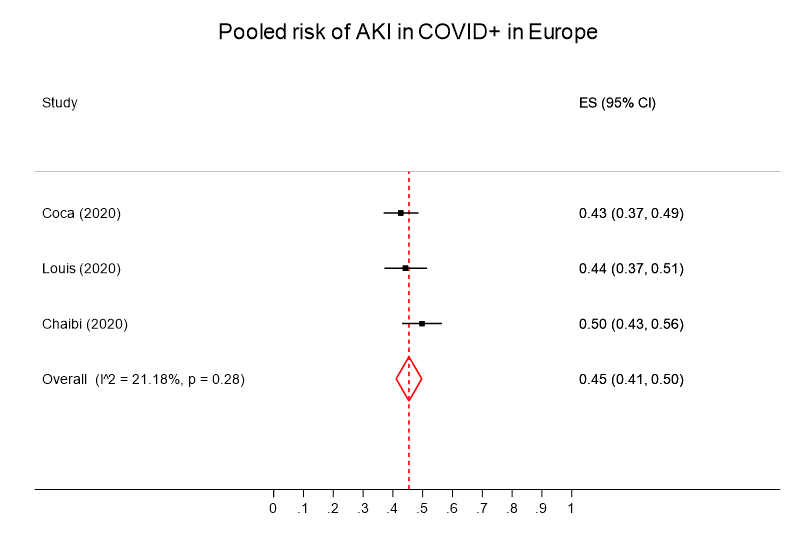 Pooled risk of AKI in COVID+ in Europe
Study ES (95% CI)
Coca (2020) 0.43 (0.37, 0.49)
Louis (2020) 0.44 (0.37, 0.51)
Chaibi (2020) 0.50 (0.43, 0.56)
Overall (I^2 = 21.18%, p = 0.28) 0.45 (0.41, 0.50)
0 .1 .2 .3 .4 .5 .6 .7 .8 .9 1